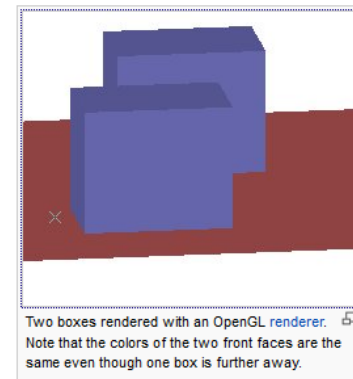 Two boxes rendered with an OpenGL renderer.
Note that the colors of the two front faces are the
same even though one box is further away.